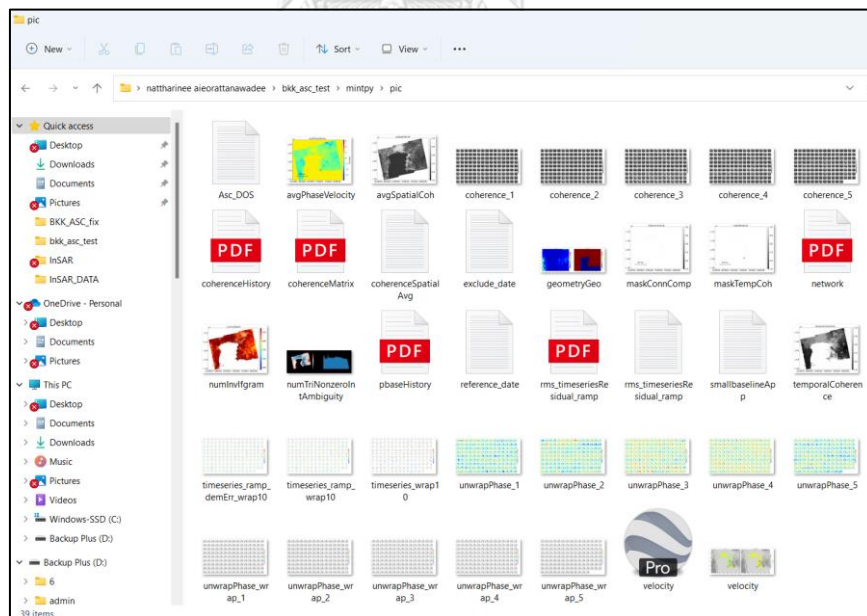 pic
New
Sort
View
nattharinee aieorattanawadee
bkk_asc_test
mintpy
pic
Quick access
Desktop
Downloads
Documents
Pictures
BKK_ASC_fix
bkk_asc_test
InSAR
InSAR_DATA
OneDrive - Personal
Desktop
Documents
Pictures
This PC
Desktop
Documents
Downloads
Music
Pictures
Videos
Windows-SSD (C:)
Backup Plus (D:)
Backup Plus (D:)
6
admin
39 items
Asc_DOS
avgPhaseVelocity
avgSpatialCoh
coherence_1
coherence_2
coherence_3
coherence_4
coherence_5
PDF
PDF
PDF
coherenceHistory
coherenceMatrix
coherenceSpatial
Avg
exclude_date
geometryGeo
maskConnComp
maskTempCoh
network
PDF
PDF
numInvIfgram
numTriNonzeroIn
tAmbiguity
pbaseHistory
reference_date
rms_timeseriesRe
sidual_ramp
rms_timeseriesRe
sidual_ramp
smallbaselineAp
p
temporalCoheren
ce
timeseries_ramp_
demErr_wrap10
timeseries_ramp_
wrap10
timeseries_wrap1
0
unwrapPhase_1
unwrapPhase_2
unwrapPhase_3
unwrapPhase_4
unwrapPhase_5
unwrapPhase_wr
ap_1
unwrapPhase_wr
ap_2
unwrapPhase_wr
ap_3
unwrapPhase_wr
ap_4
unwrapPhase_wr
ap_5
Pro
velocity
velocity